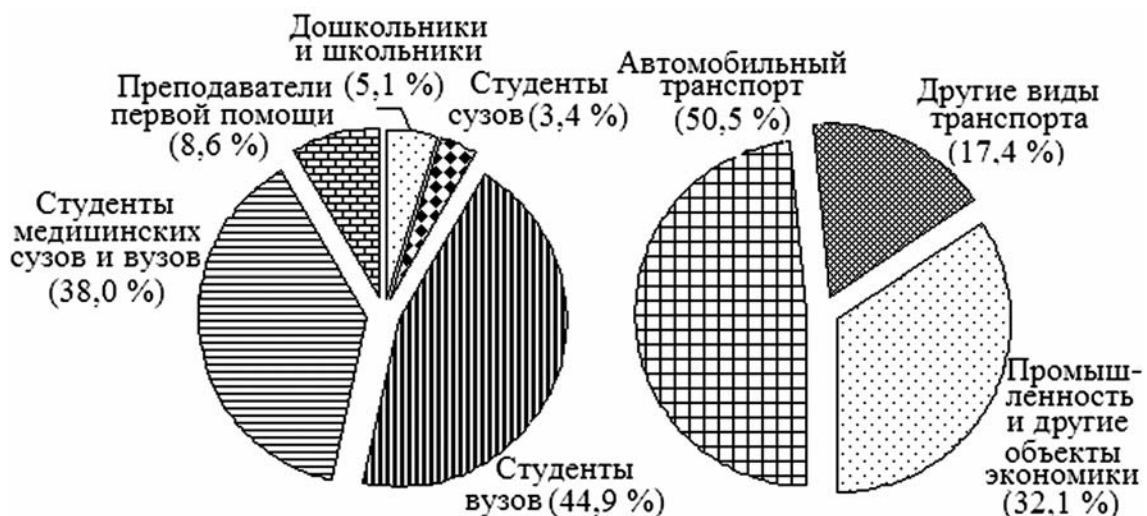 Дошкольники
и школьники
(5,1 %)
Преподаватели
первой помощи
(8,6 %)
Студенты
сузов (3,4 %)
Студенты
медицинских
сузов и вузов
(38,0 %)
Студенты
вузов (44,9 %)
Автомобильный
транспорт
(50,5 %)
Другие виды
транспорта
(17,4 %)
Промыш-
ленность
и другие
объекты
экономики
(32,1 %)